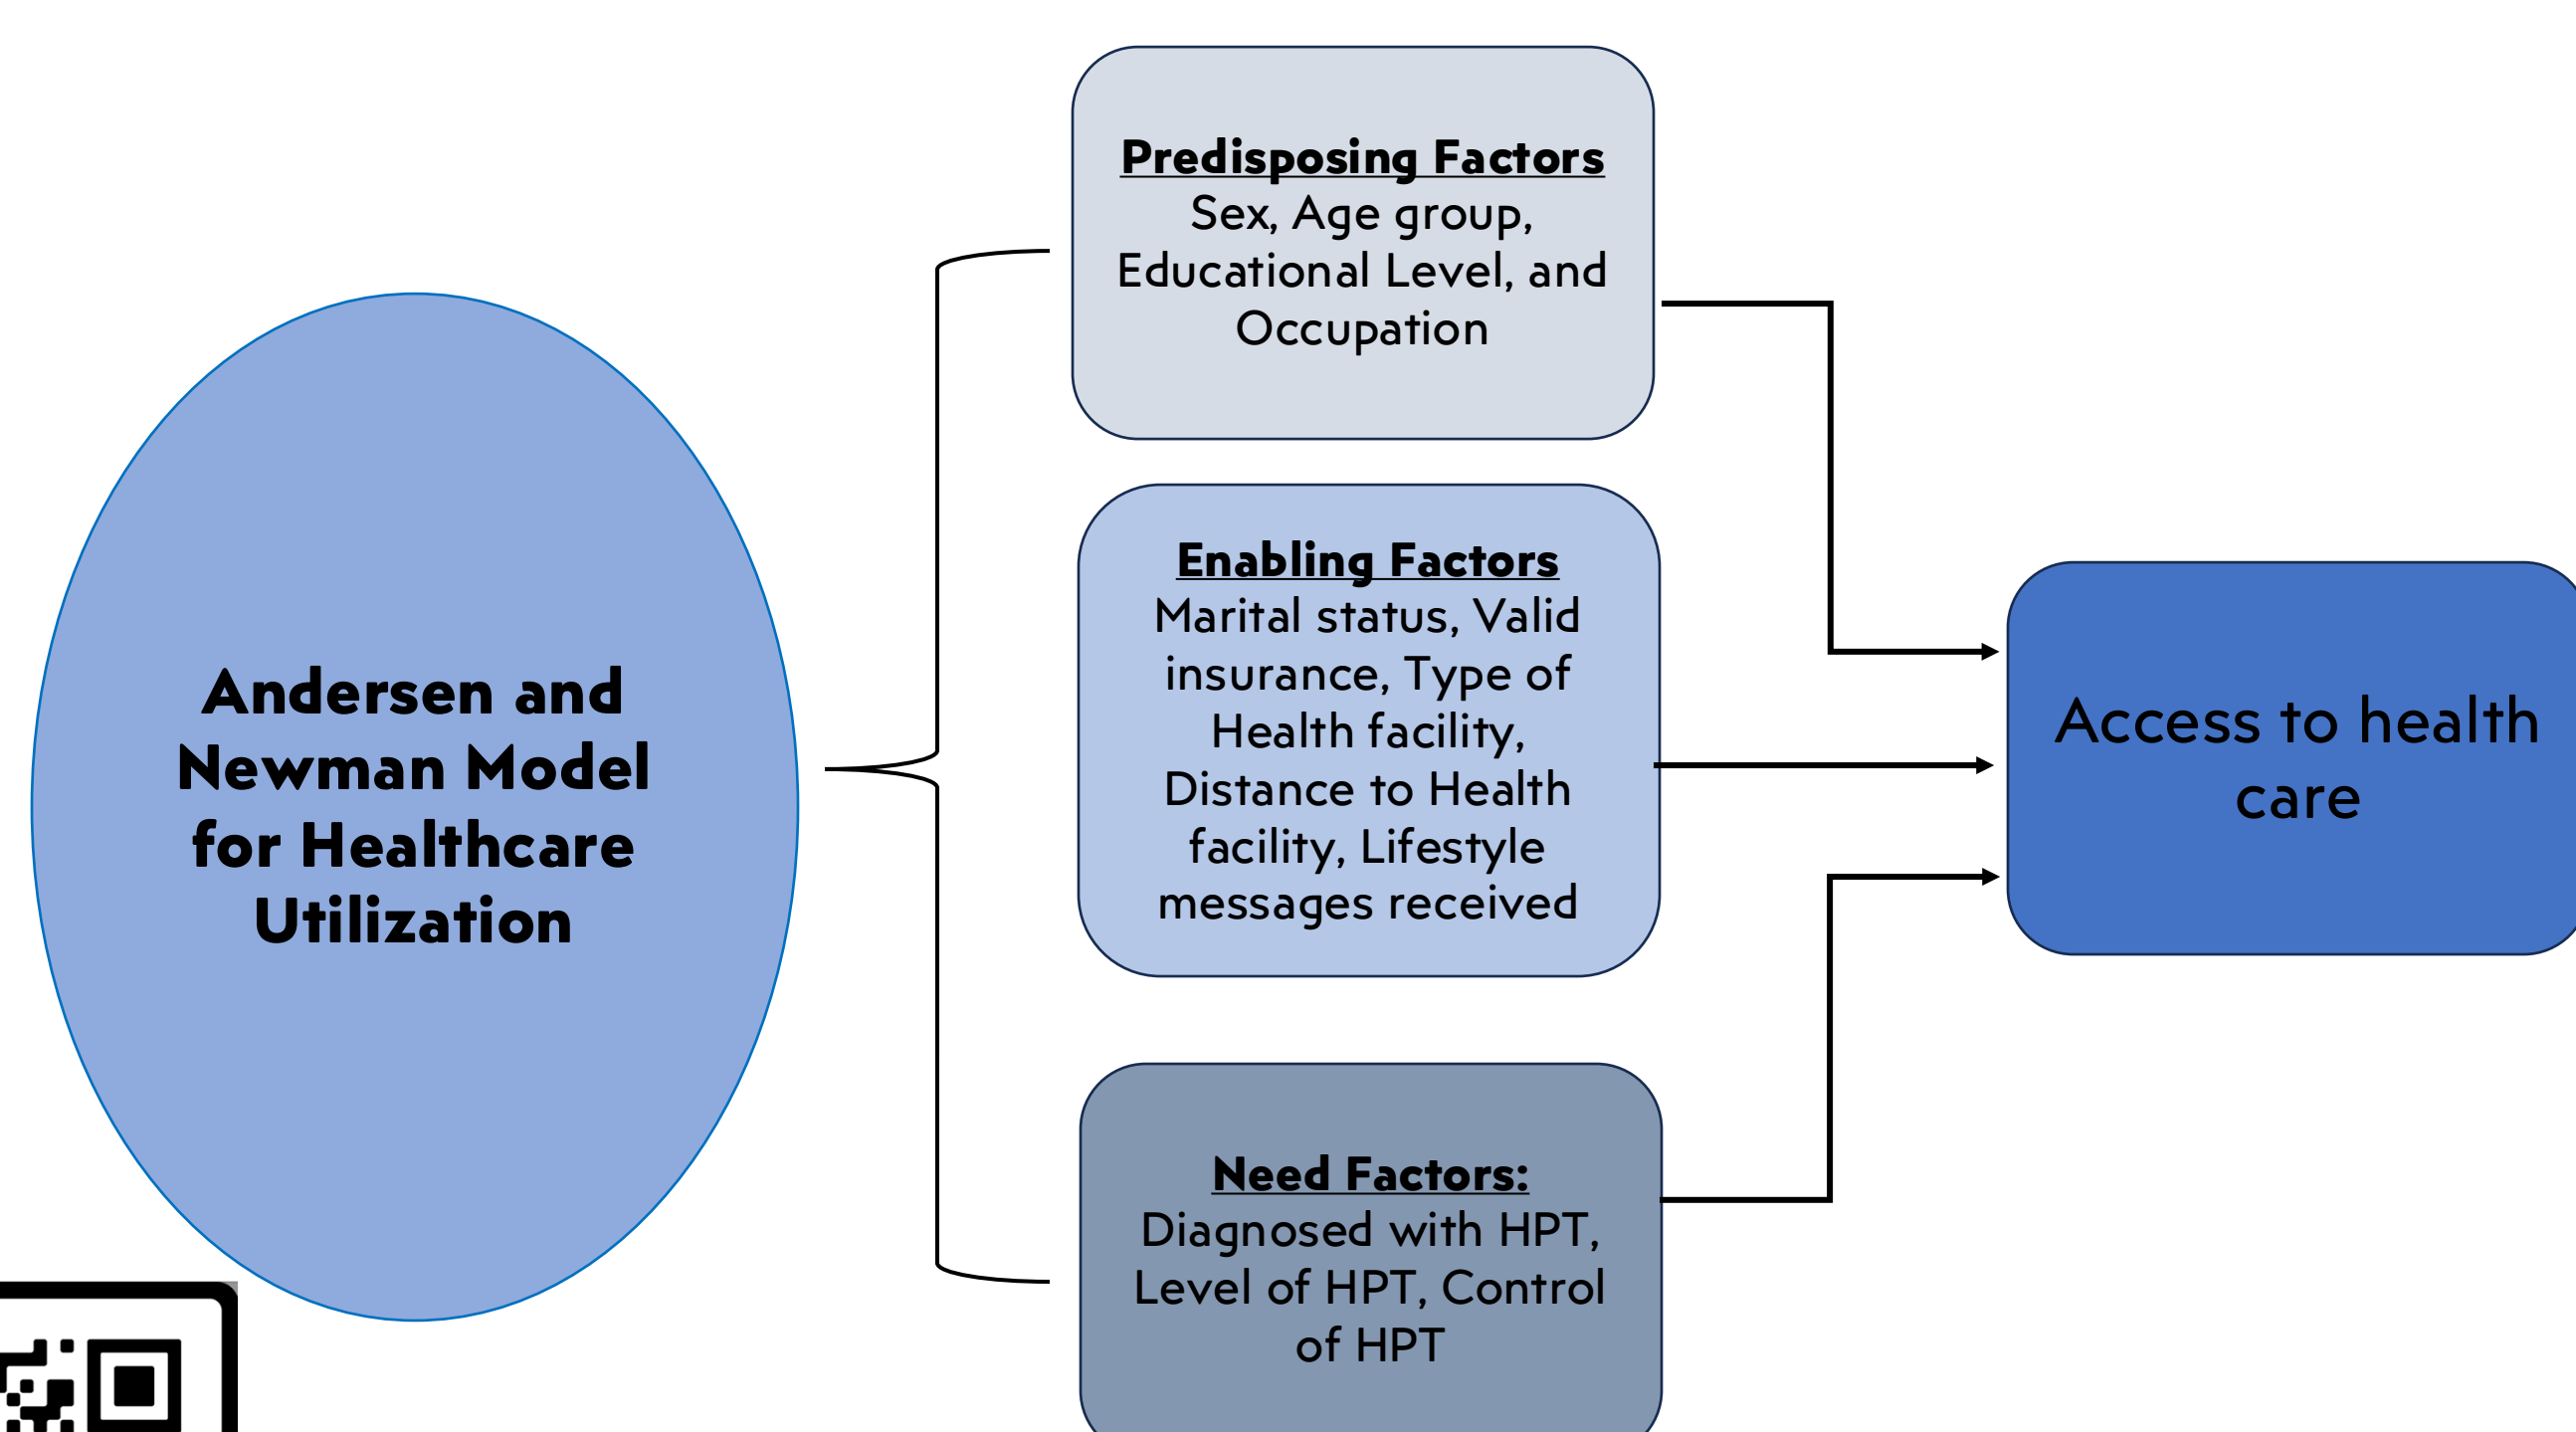 Andersen and
Newman Model
for Healthcare
Utilization
Predisposing Factors
Sex, Age group,
Educational Level, and
Occupation
Enabling Factors
Marital status, Valid
insurance, Type of
Health facility,
Distance to Health
facility, Lifestyle
messages received
Need Factors:
Diagnosed with HPT,
Level of HPT, Control
of HPT
Access to health
care